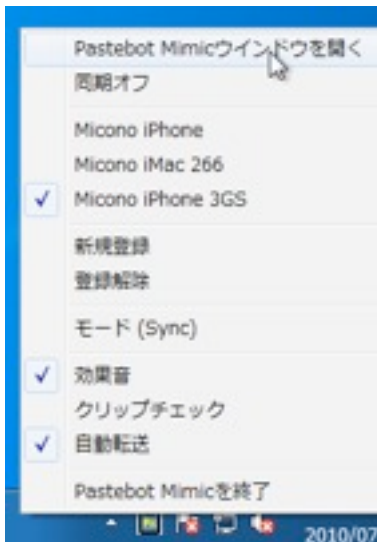 Pastebot Mimicウインドウを開く
同期オフ
Micono iPhone
Micono iMac 266
Micono iPhone 3GS
新規登録
登録解除
モード (Sync)
効果音
クリップチェック
自動転送
Pastebot Mimicを終了
2010/07